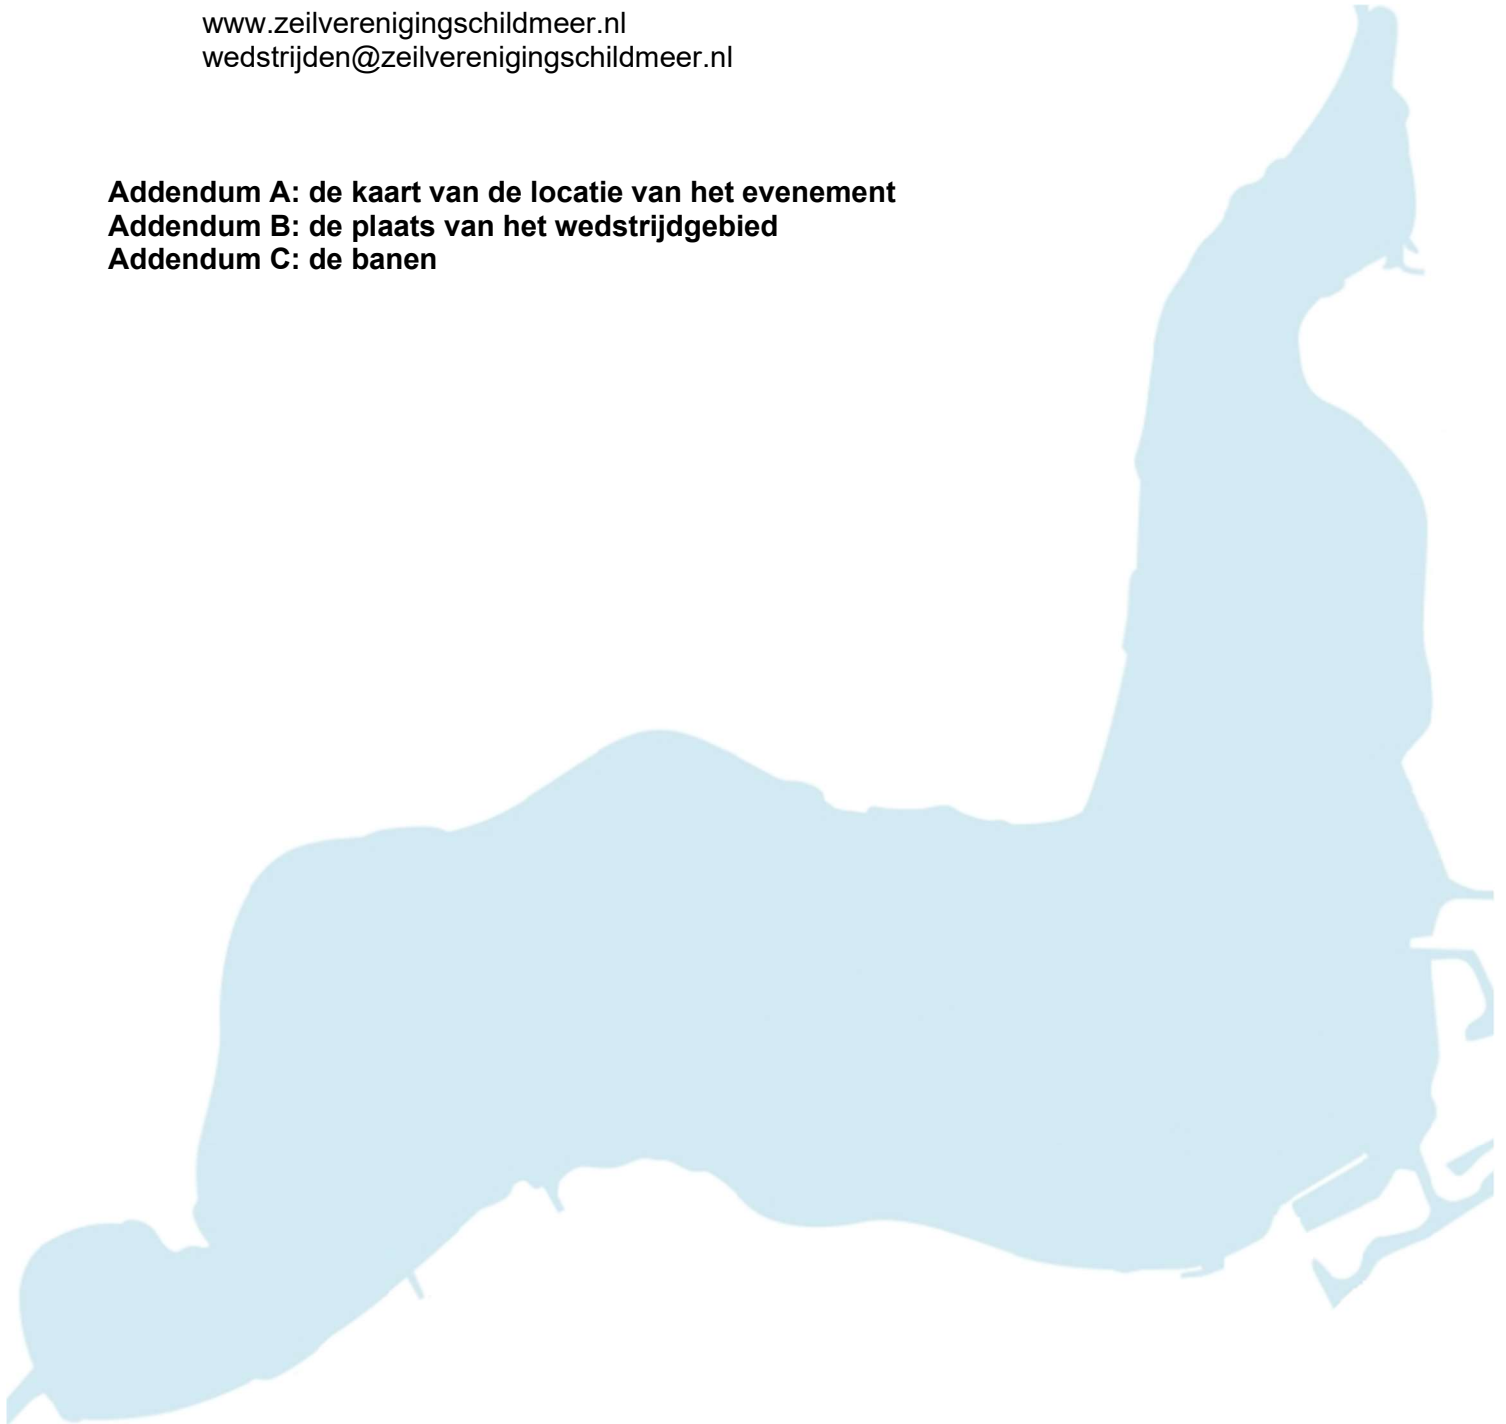 www.zeilverenigingschildmeer.nl
wedstrijden@zeilverenigingschildmeer.nl
Addendum A: de kaart van de locatie van het evenement
Addendum B: de plaats van het wedstrijdgebied
Addendum C: de banen